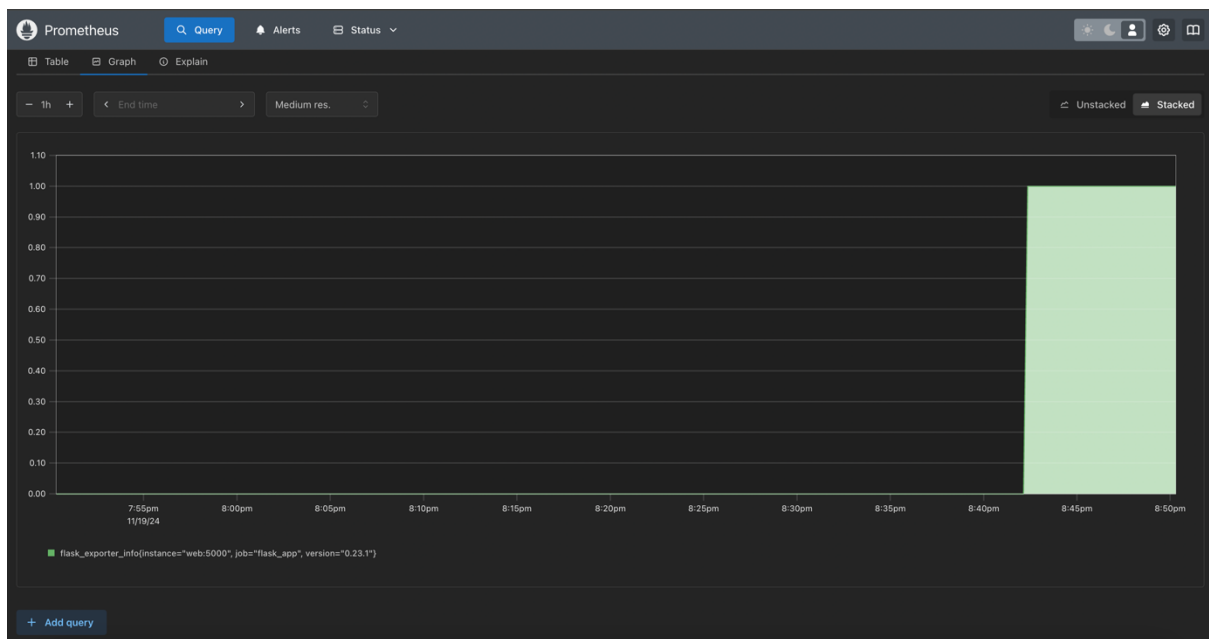 Prometheus Query Alerts Status
Table Graph Explain
1h End time Medium res. Unstacked Stacked
1.10
1.00
0.90
0.80
0.70
0.60
0.50
0.40
0.30
0.20
0.10
0.00
7:55pm 8:00pm 8:05pm 8:10pm 8:15pm 8:20pm 8:25pm 8:30pm 8:35pm 8:40pm 8:45pm 8:50pm
11/19/24
flask_exporter_info{instance="web:5000", job="flask_app", version="0.23.1"}
+ Add query